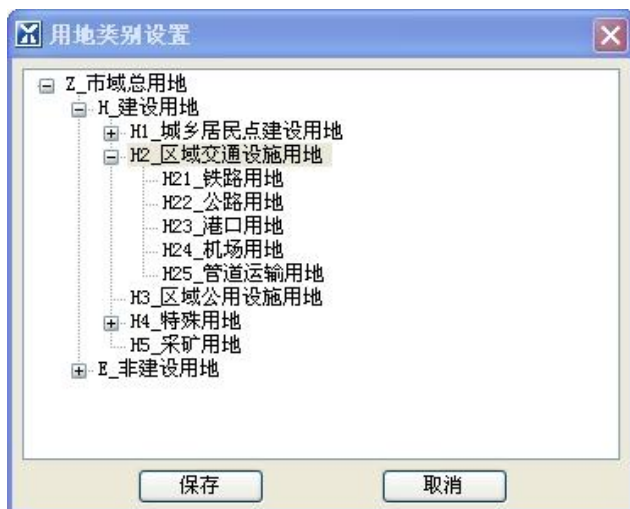 用地类别设置
Z_市域总用地
H_建设用地
H1_城乡居民点建设用地
H2_区域交通设施用地
H21_铁路用地
H22_公路用地
H23_港口用地
H24_机场用地
H25_管道运输用地
H3_区域公用设施用地
H4_特殊用地
H5_采矿用地
E_非建设用地
保存 取消